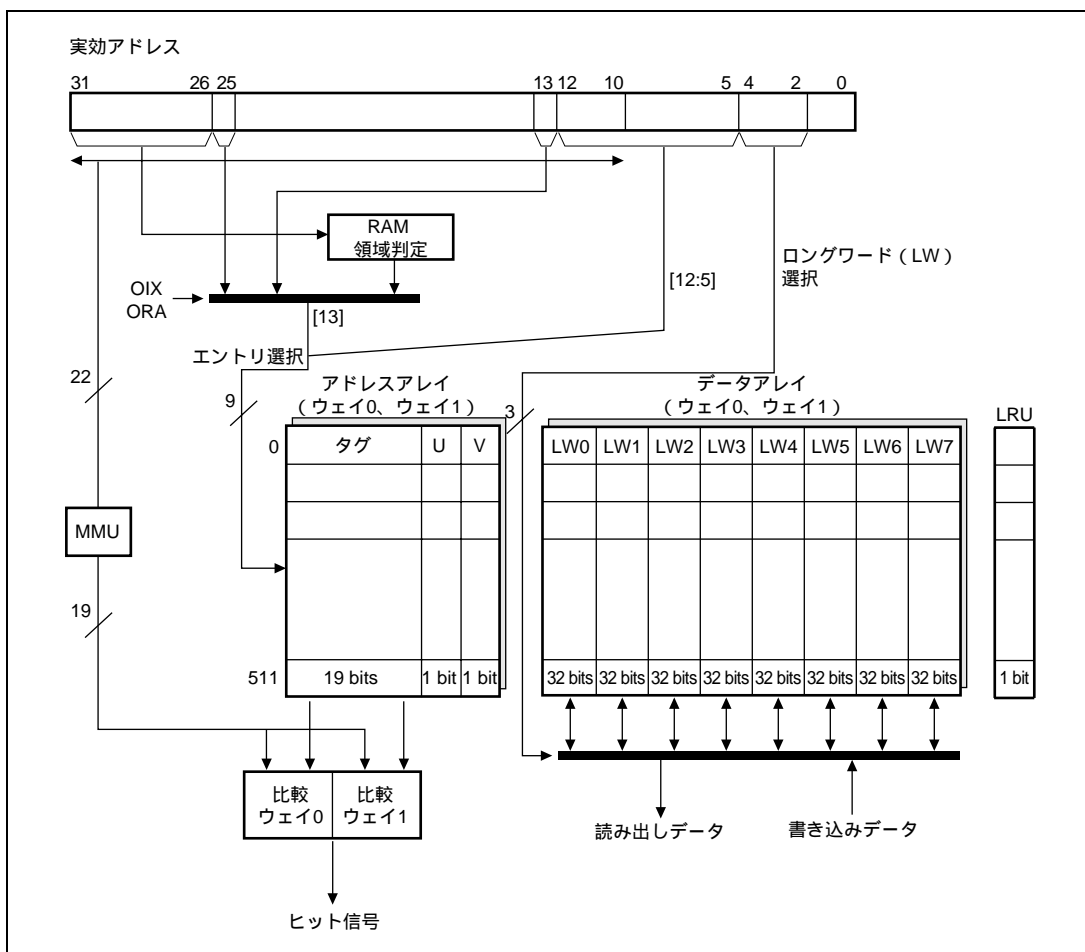 実効アドレス
31 26 25 13 12 10 5 4 2 0
RAM
領域判定
ロングワード（LW）
選択
[12:5]
OIX
ORA
[13]
エントリ選択
22
9
アドレスアレイ
（ウェイ0、ウェイ1）
3
データアレイ
（ウェイ0、ウェイ1）
LRU
0 タグ U V LW0 LW1 LW2 LW3 LW4 LW5 LW6 LW7
MMU
19
511 19 bits 1 bit 1 bit 32 bits 32 bits 32 bits 32 bits 32 bits 32 bits 32 bits 32 bits 1 bit
比較
ウェイ0
比較
ウェイ1
読み出しデータ
書き込みデータ
ヒット信号